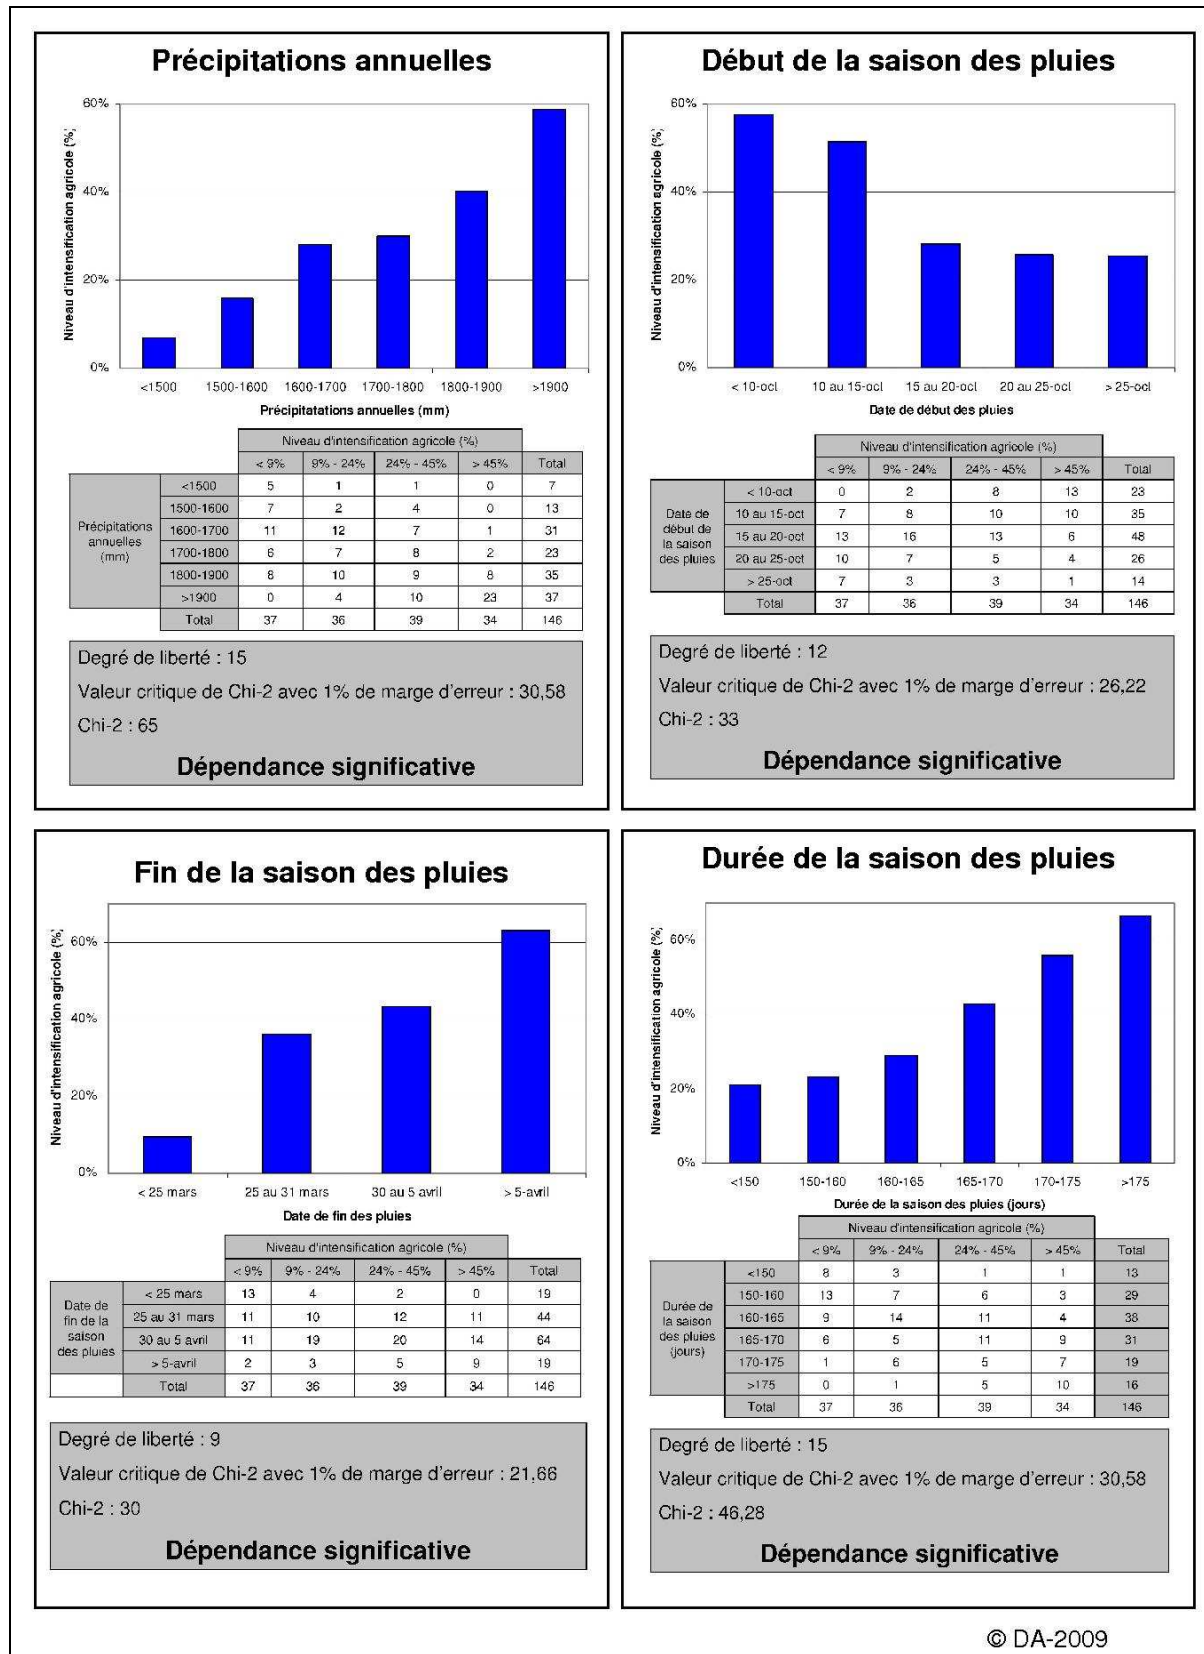 Précipitations annuelles
Niveau d'intensification agricole (%)
60%
40%
20%
0%
<1500 1500-1600 1600-1700 1700-1800 1800-1900 >1900
Précipitatations annuelles (mm)
Niveau d'intensification agricole (%)
< 9% 9% - 24% 24% - 45% > 45% Total
Précipitations annuelles (mm)
<1500 5 1 1 0 7
1500-1600 7 2 4 0 13
1600-1700 11 12 7 1 31
1700-1800 6 7 8 2 23
1800-1900 8 10 9 8 35
>1900 0 4 10 23 37
Total 37 36 39 34 146
Degré de liberté : 15
Valeur critique de Chi-2 avec 1% de marge d'erreur : 30,58
Chi-2 : 65
Dépendance significative
Début de la saison des pluies
Niveau d'intensification agricole (%)
60%
40%
20%
0%
< 10-oct 10 au 15-oct 15 au 20-oct 20 au 25-oct > 25-oct
Date de début des pluies
Niveau d'intensification agricole (%)
< 9% 9% - 24% 24% - 45% > 45% Total
Date de début de la saison des pluies
< 10-oct 0 2 8 13 23
10 au 15-oct 7 8 10 10 35
15 au 20-oct 13 16 13 6 48
20 au 25-oct 10 7 5 4 26
> 25-oct 7 3 3 1 14
Total 37 36 39 34 146
Degré de liberté : 12
Valeur critique de Chi-2 avec 1% de marge d'erreur : 26,22
Chi-2 : 33
Dépendance significative
Fin de la saison des pluies
Niveau d'intensification agricole (%)
60%
40%
20%
0%
< 25 mars 25 au 31 mars 30 au 5 avril > 5-avril
Date de fin des pluies
Niveau d'intensification agricole (%)
< 9% 9% - 24% 24% - 45% > 45% Total
Date de fin de la saison des pluies
< 25 mars 13 4 2 0 19
25 au 31 mars 11 10 12 11 44
30 au 5 avril 11 19 20 14 64
> 5-avril 2 3 5 9 19
Total 37 36 39 34 146
Degré de liberté : 9
Valeur critique de Chi-2 avec 1% de marge d'erreur : 21,66
Chi-2 : 30
Dépendance significative
Durée de la saison des pluies
Niveau d'intensification agricole (%)
60%
40%
20%
0%
<150 150-160 160-165 165-170 170-175 >175
Durée de la saison des pluies (jours)
Niveau d'intensification agricole (%)
< 9% 9% - 24% 24% - 45% > 45% Total
Durée de la saison des pluies (jours)
<150 8 3 1 1 13
150-160 13 7 6 3 29
160-165 9 14 11 4 38
165-170 6 5 11 9 31
170-175 1 6 5 7 19
>175 0 1 5 10 16
Total 37 36 39 34 146
Degré de liberté : 15
Valeur critique de Chi-2 avec 1% de marge d'erreur : 30,58
Chi-2 : 46,28
Dépendance significative
© DA-2009